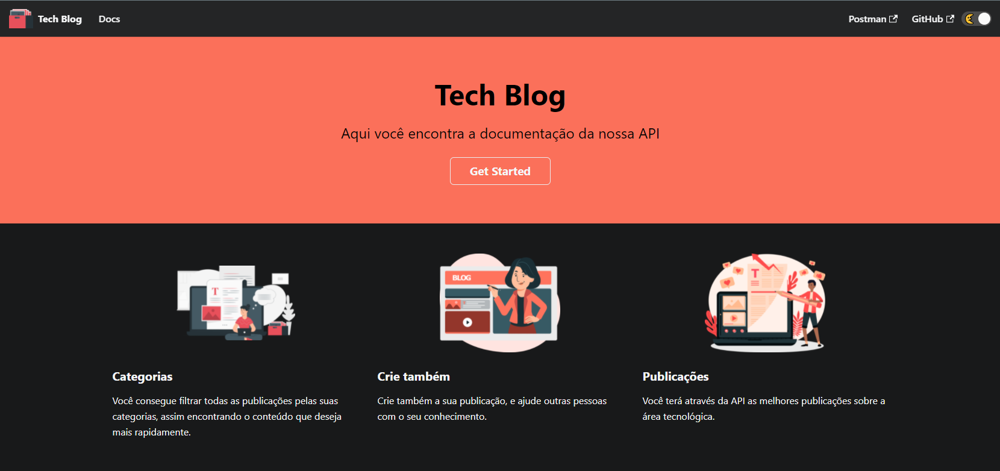 Tech Blog
Docs
Postman
GitHub
Tech Blog
Aqui você encontra a documentação da nossa API
Get Started
T
BLOG
T
Categorias
Você consegue filtrar todas as publicações pelas suas
categorias, assim encontrando o conteúdo que deseja
mais rapidamente.
Crie também
Crie também a sua publicação, e ajude outras pessoas
com o seu conhecimento.
Publicações
Você terá através da API as melhores publicações sobre a
área tecnológica.